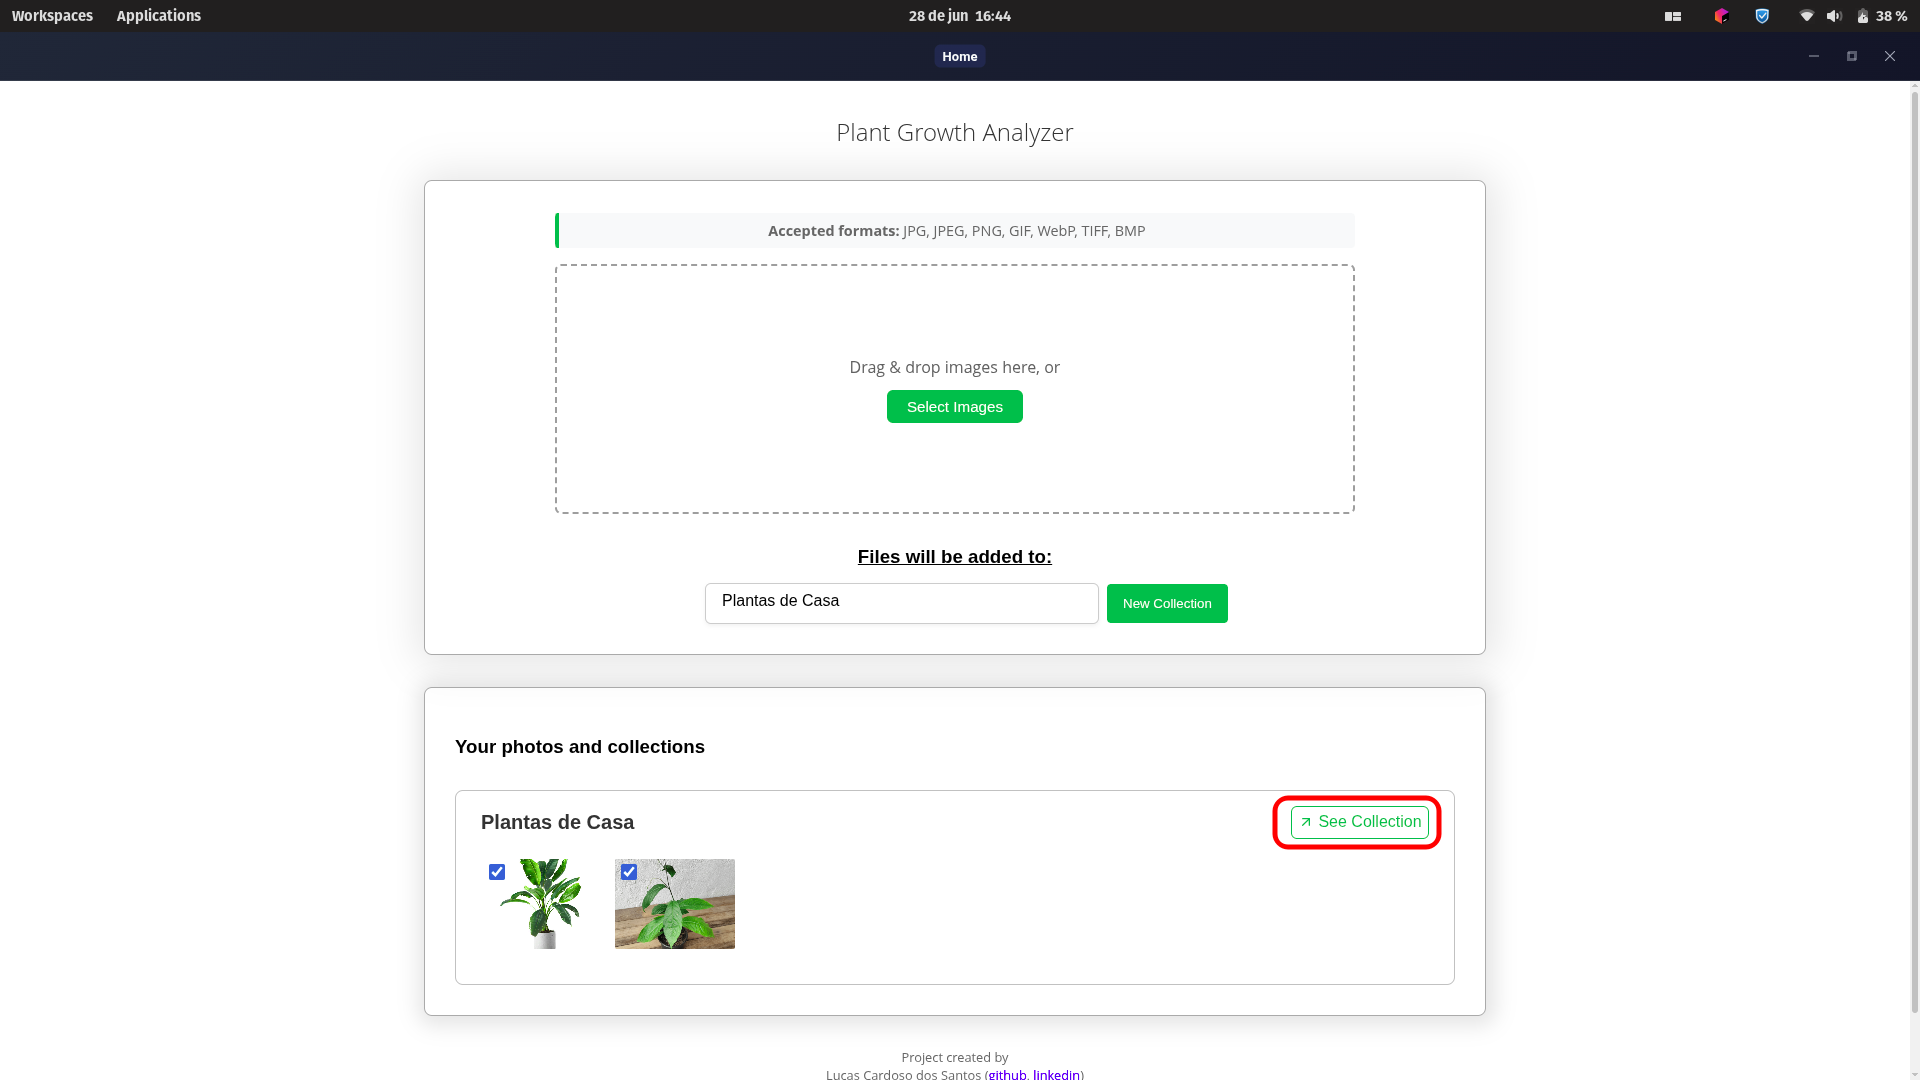 Workspaces Applications 28 de jun 16:44 38 %
Home
Plant Growth Analyzer
Accepted formats: JPG, JPEG, PNG, GIF, WebP, TIFF, BMP
Drag & drop images here, or
Select Images
Files will be added to:
Plantas de Casa New Collection
Your photos and collections
Plantas de Casa See Collection
Project created by
Lucas Cardoso dos Santos (github, linkedin)